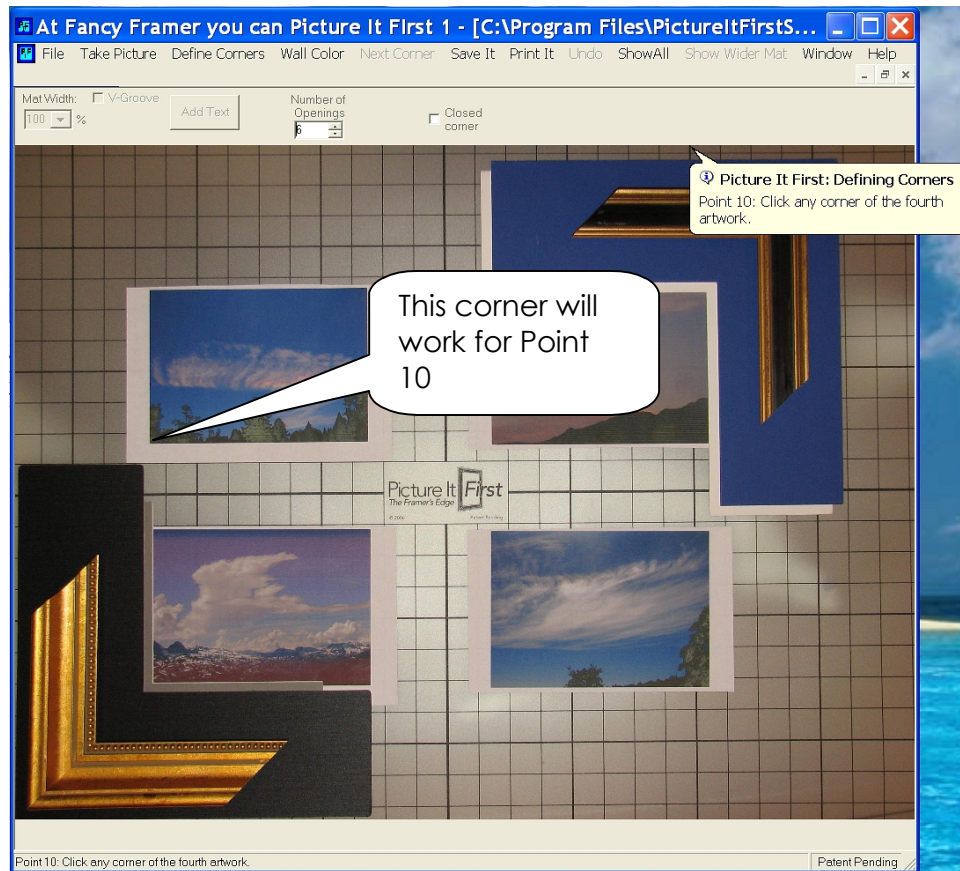 At Fancy Framer you can Picture It FIrst 1 - [C:\Program Files\PictureItFirstS...
File Take Picture Define Corners Wall Color Next Corner Save It Print It Undo ShowAll Show Wider Mat Window Help
Mat Width:
V-Groove
100 %
Add Text
Number of
Openings
6
Closed
corner
Picture It First: Defining Corners
Point 10: Click any corner of the fourth
artwork.
This corner will
work for Point
10
Picture It First
The Framer's Edge
© 2006 Patent Pending
Point 10: Click any corner of the fourth artwork.
Patent Pending